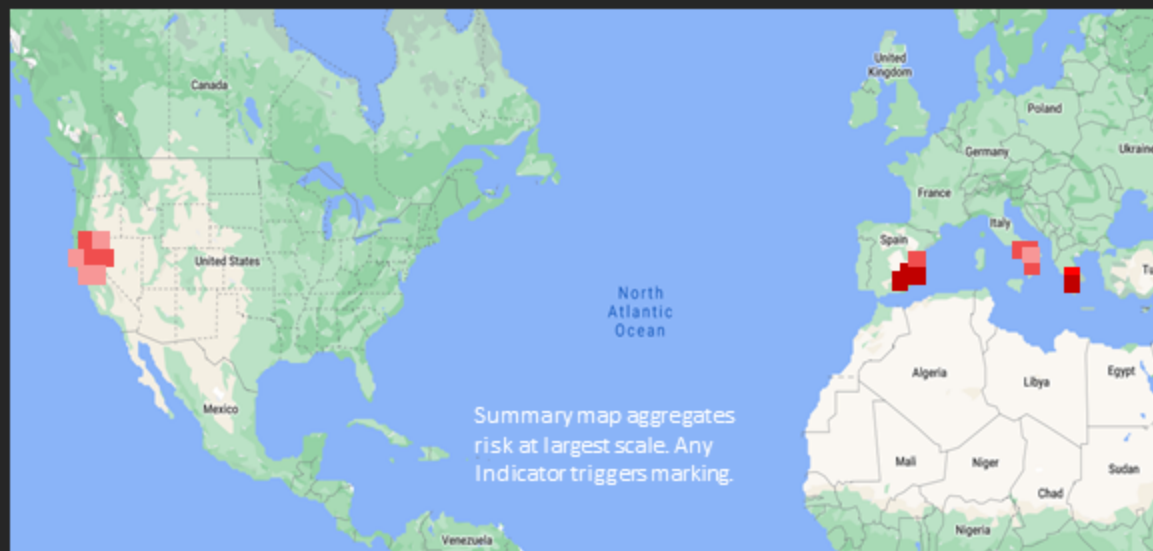 Canada
United
Kingdom
Poland
Germany
Ukraine
France
Italy
Spain
United States
North
Atlantic
Ocean
Algeria
Libya
Egypt
Mexico
Summary map aggregates
risk at largest scale. Any
Indicator triggers marking.
Mali
Niger
Sudan
Chad
Nigeria
Venezuela